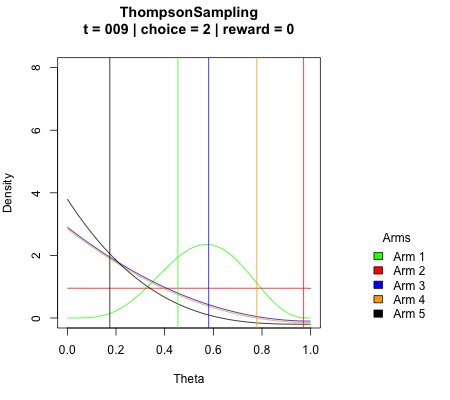 ThompsonSampling
t = 009 | choice = 2 | reward = 0
Density
8
6
4
2
0
0.0 0.2 0.4 0.6 0.8 1.0
Theta
Arms
Arm 1
Arm 2
Arm 3
Arm 4
Arm 5